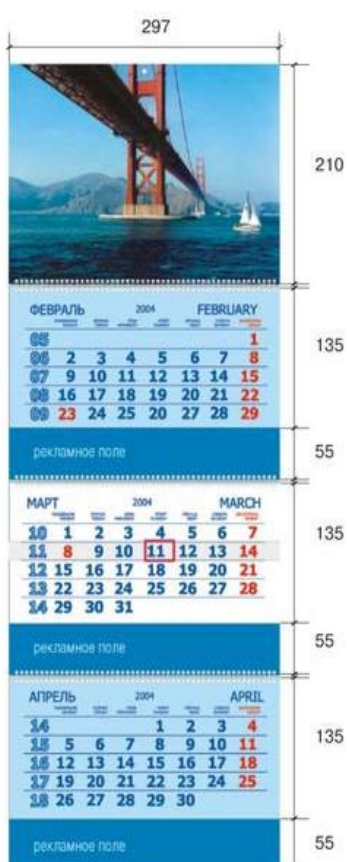 297
210
ФЕВРАЛЬ 2004 FEBRUARY
05 1
06 2 3 4 5 6 7 8
07 9 10 11 12 13 14 15
08 16 17 18 19 20 21 22
09 23 24 25 26 27 28 29
135
рекламное поле
55
МАРТ 2004 MARCH
10 1 2 3 4 5 6 7
11 8 9 10 11 12 13 14
12 15 16 17 18 19 20 21
13 22 23 24 25 26 27 28
14 29 30 31
135
рекламное поле
55
АПРЕЛЬ 2004 APRIL
14 1 2 3 4
15 5 6 7 8 9 10 11
16 12 13 14 15 16 17 18
17 19 20 21 22 23 24 25
18 26 27 28 29 30
135
рекламное поле
55